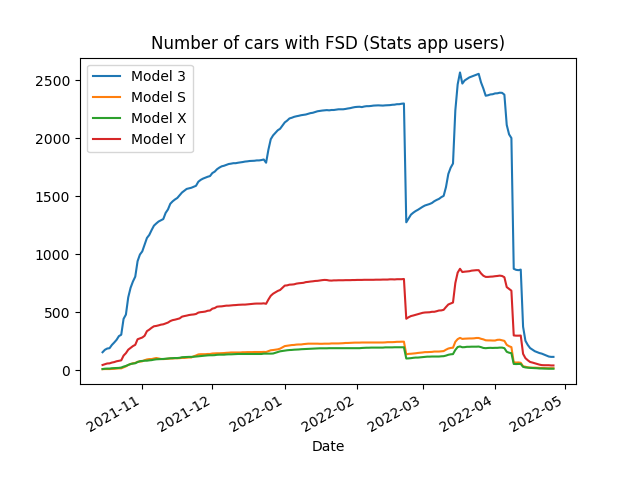 Number of cars with FSD (Stats app users)
Model 3
Model S
Model X
Model Y
2500
2000
1500
1000
500
0
2021-11
2021-12
2022-01
2022-02
2022-03
2022-04
2022-05
Date